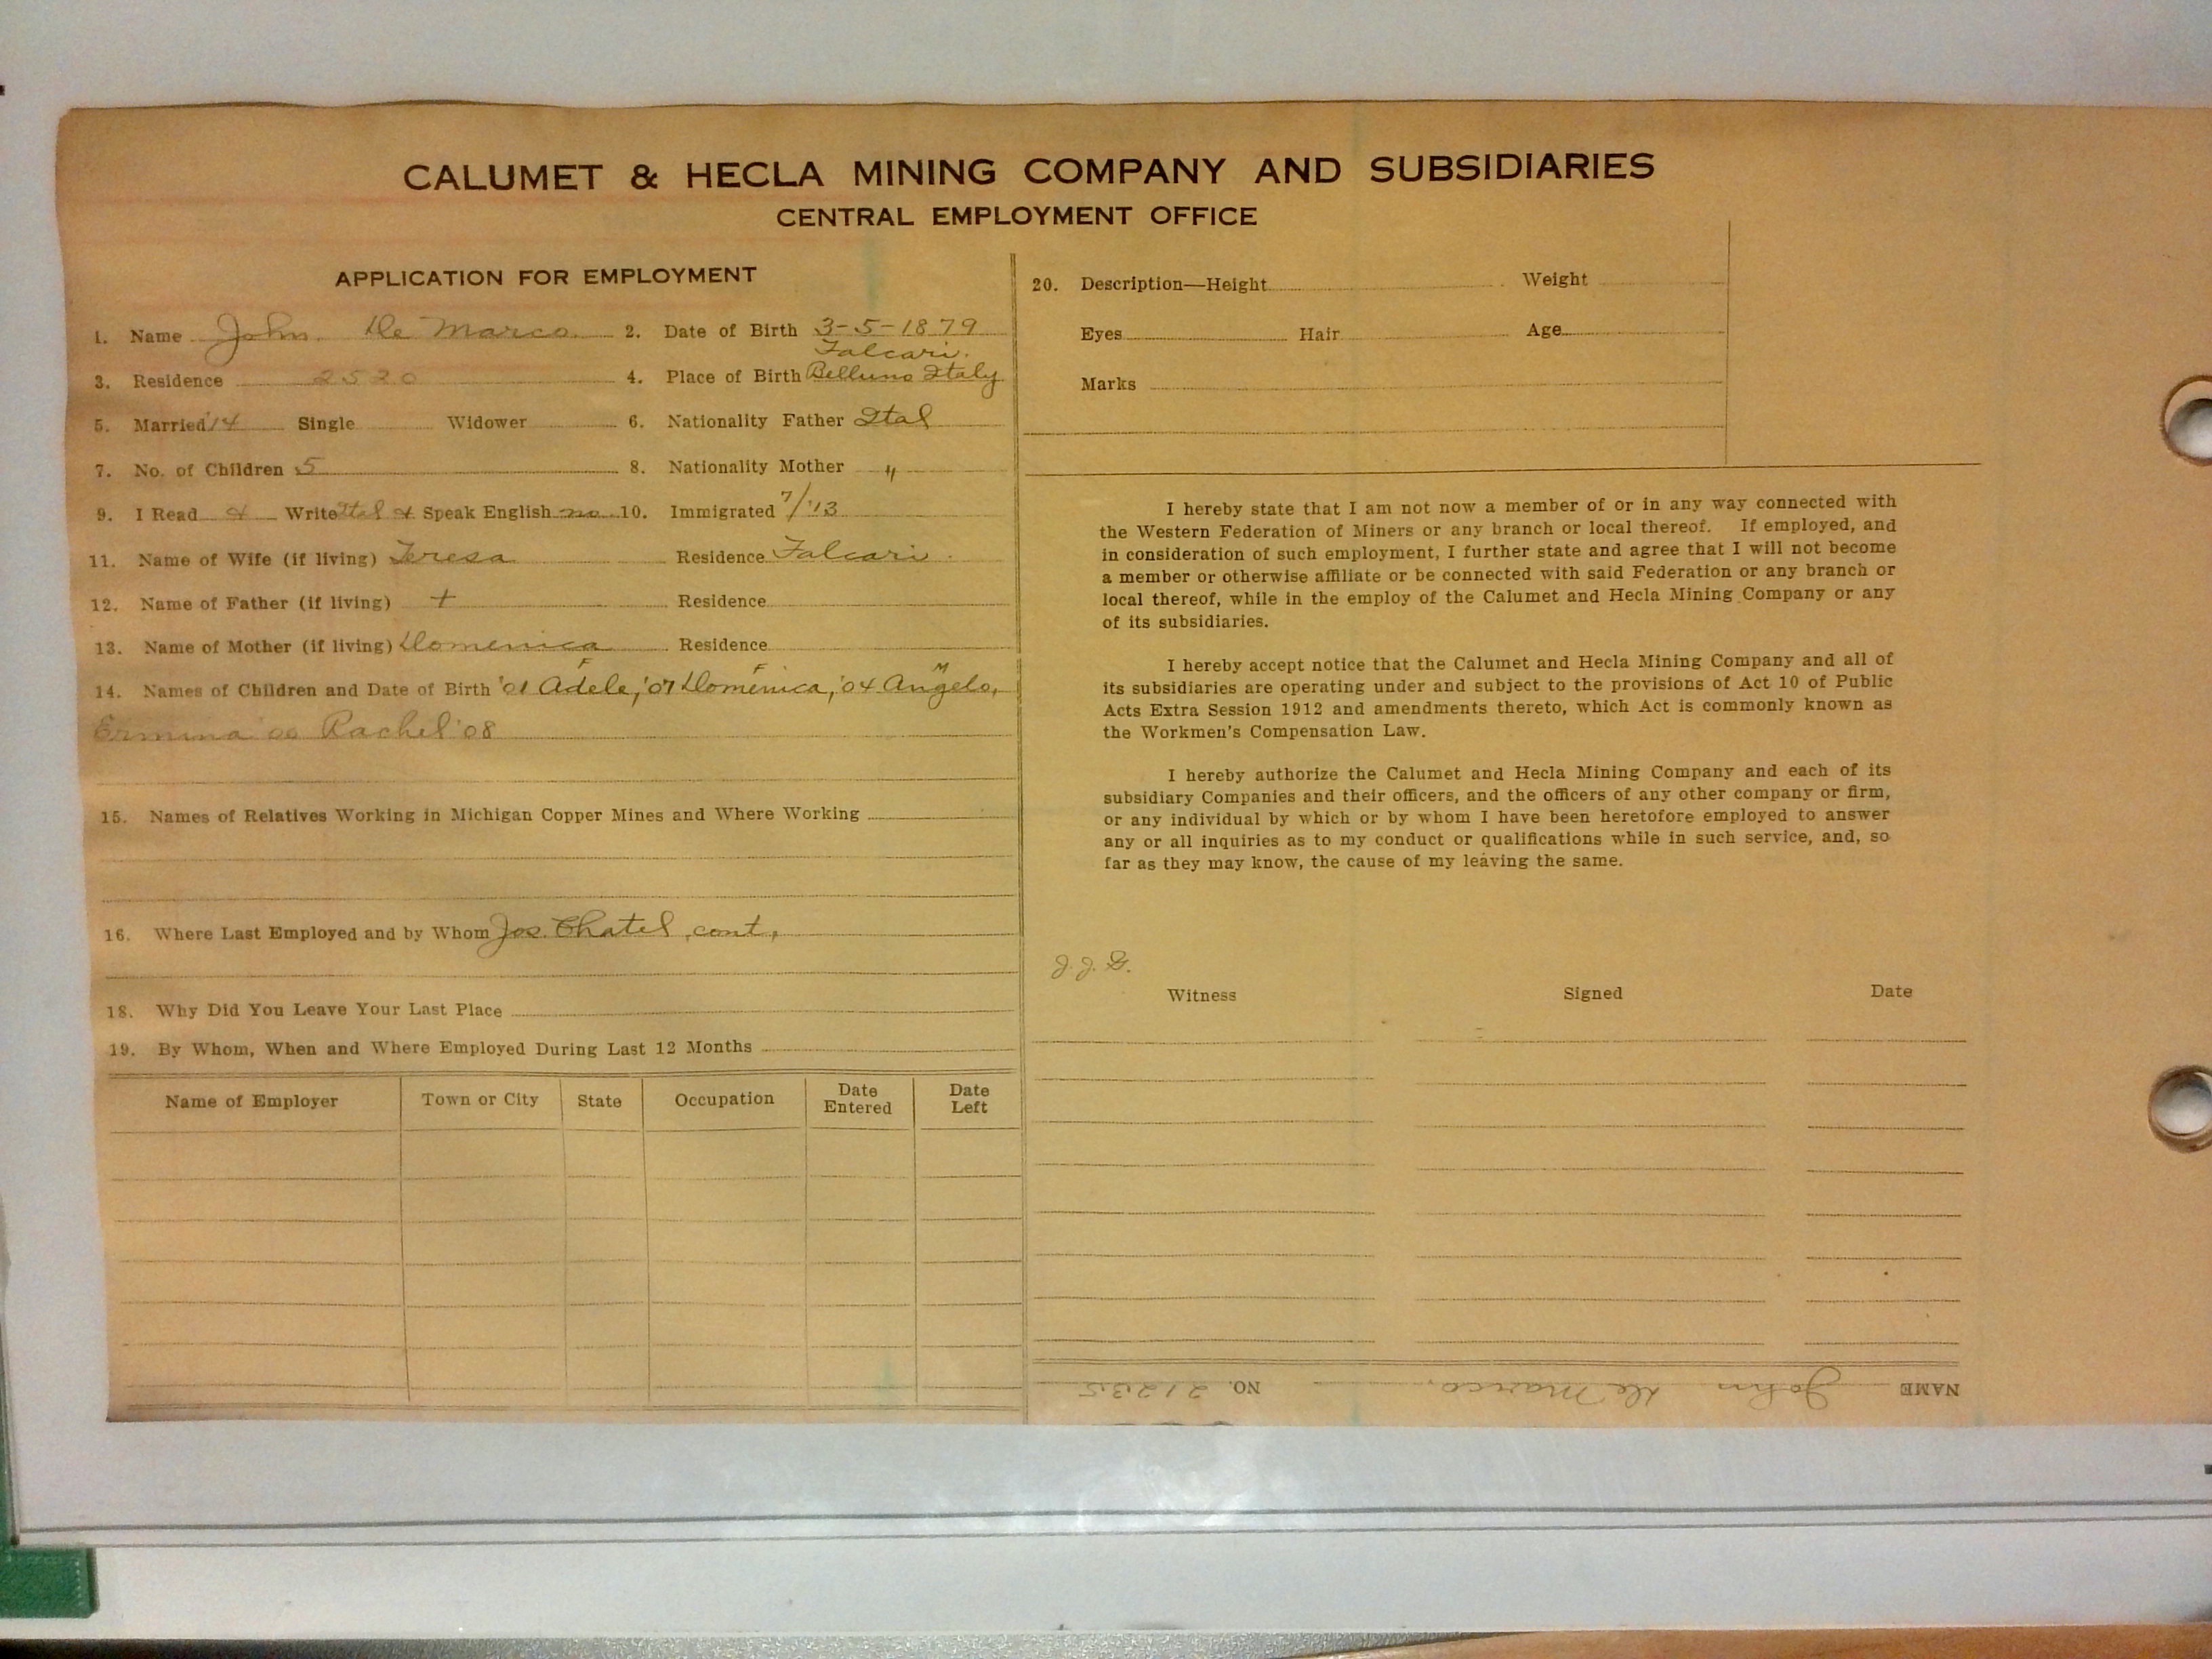 CALUMET & HECLA MINING COMPANY AND SUBSIDIARIES
CENTRAL EMPLOYMENT OFFICE
APPLICATION FOR EMPLOYMENT
1. Name John De Marco 2. Date of Birth 3-5-1879
Falcari.
3. Residence 2520 4. Place of Birth Belluno Italy
5. Married '14 Single Widower 6. Nationality Father Ital
7. No. of Children 5 8. Nationality Mother "
9. I Read & Write Ital & Speak English no 10. Immigrated 7/'13
11. Name of Wife (if living) Teresa Residence Falcari.
12. Name of Father (if living) + Residence
13. Name of Mother (if living) Domenica Residence
F F M
14. Names of Children and Date of Birth '01 Adele, '07 Domenica, '04 Angelo,
Ermina Rachel '08
15. Names of Relatives Working in Michigan Copper Mines and Where Working
16. Where Last Employed and by Whom Jos. Chatel, cont,
18. Why Did You Leave Your Last Place
19. By Whom, When and Where Employed During Last 12 Months
Name of Employer Town or City State Occupation Date Entered Date Left
20. Description—Height Weight
Eyes Hair Age
Marks
I hereby state that I am not now a member of or in any way connected with
the Western Federation of Miners or any branch or local thereof. If employed, and
in consideration of such employment, I further state and agree that I will not become
a member or otherwise affiliate or be connected with said Federation or any branch or
local thereof, while in the employ of the Calumet and Hecla Mining Company or any
of its subsidiaries.
I hereby accept notice that the Calumet and Hecla Mining Company and all of
its subsidiaries are operating under and subject to the provisions of Act 10 of Public
Acts Extra Session 1912 and amendments thereto, which Act is commonly known as
the Workmen's Compensation Law.
I hereby authorize the Calumet and Hecla Mining Company and each of its
subsidiary Companies and their officers, and the officers of any other company or firm,
or any individual by which or by whom I have been heretofore employed to answer
any or all inquiries as to my conduct or qualifications while in such service, and, so
far as they may know, the cause of my leaving the same.
J. J. G.
Witness Signed Date
NAME John De Marco. NO. 21235